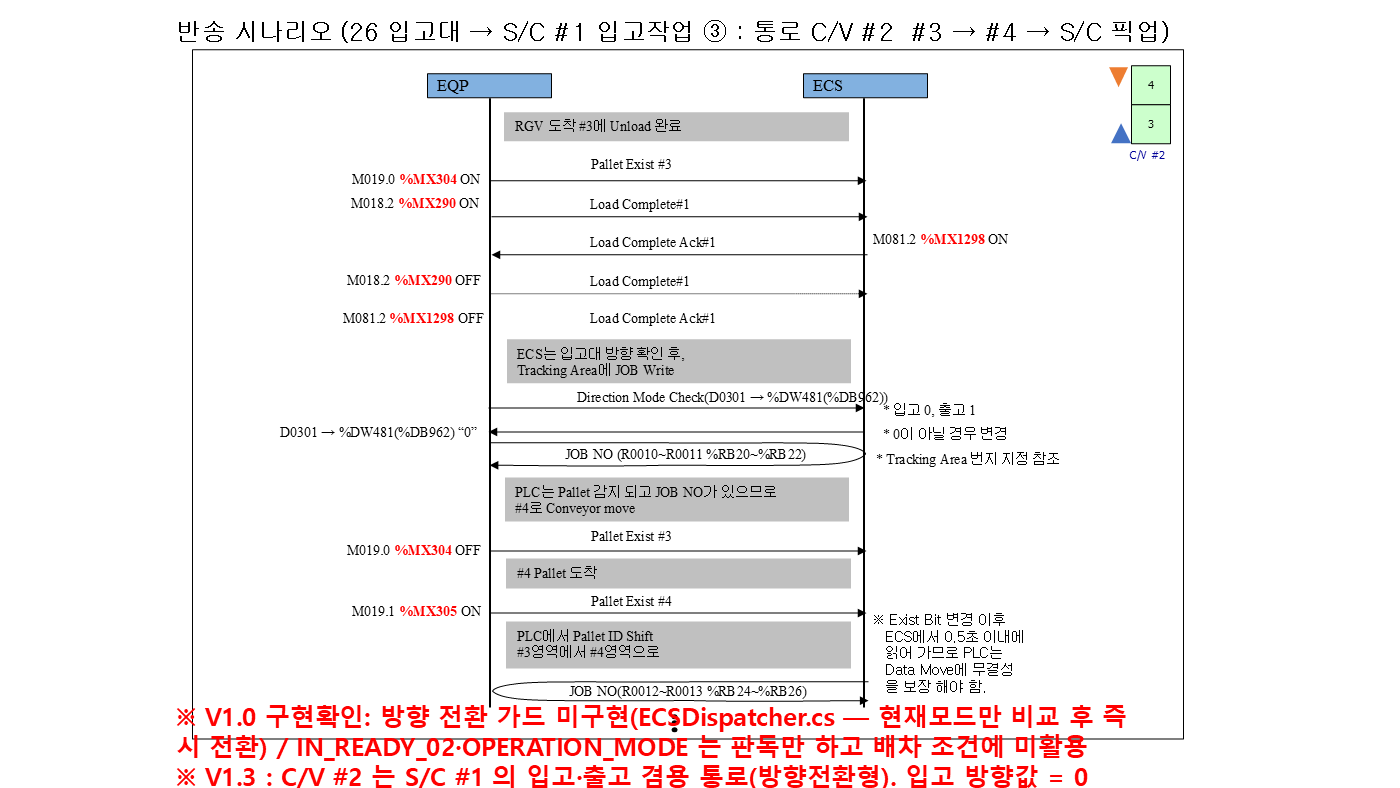 반송 시나리오 (26 입고대 → S/C #1 입고작업 ③ : 통로 C/V #2  #3 → #4 → S/C 픽업)
EQP
ECS
4
3
C/V #2
RGV 도착 #3에 Unload 완료
Pallet Exist #3
M019.0 %MX304 ON
M018.2 %MX290 ON
Load Complete#1
Load Complete Ack#1
M081.2 %MX1298 ON
M018.2 %MX290 OFF
Load Complete#1
M081.2 %MX1298 OFF
Load Complete Ack#1
ECS는 입고대 방향 확인 후,
Tracking Area에 JOB Write
Direction Mode Check(D0301 → %DW481(%DB962))
* 입고 0, 출고 1
D0301 → %DW481(%DB962) “0”
* 0이 아닐 경우 변경
JOB NO (R0010~R0011 %RB20~%RB22)
* Tracking Area 번지 지정 참조
PLC는 Pallet 감지 되고 JOB NO가 있으므로
#4로 Conveyor move
Pallet Exist #3
M019.0 %MX304 OFF
#4 Pallet 도착
Pallet Exist #4
M019.1 %MX305 ON
PLC에서 Pallet ID Shift
#3영역에서 #4영역으로
※ Exist Bit 변경 이후
ECS에서 0.5초 이내에
읽어 가므로 PLC는
Data Move에 무결성
을 보장 해야 함.
JOB NO(R0012~R0013 %RB24~%RB26)
※ V1.0 구현확인: 방향 전환 가드 미구현(ECSDispatcher.cs — 현재모드만 비교 후 즉
시 전환) / IN_READY_02·OPERATION_MODE 는 판독만 하고 배차 조건에 미활용
※ V1.3 : C/V #2 는 S/C #1 의 입고·출고 겸용 통로(방향전환형). 입고 방향값 = 0